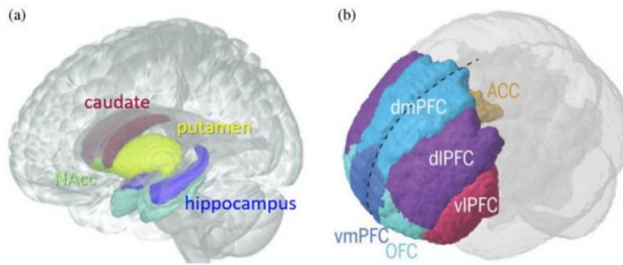 (a)
caudate
putamen
NAcc
hippocampus
(b)
ACC
dmPFC
dlPFC
vlPFC
vmPFC
OFC